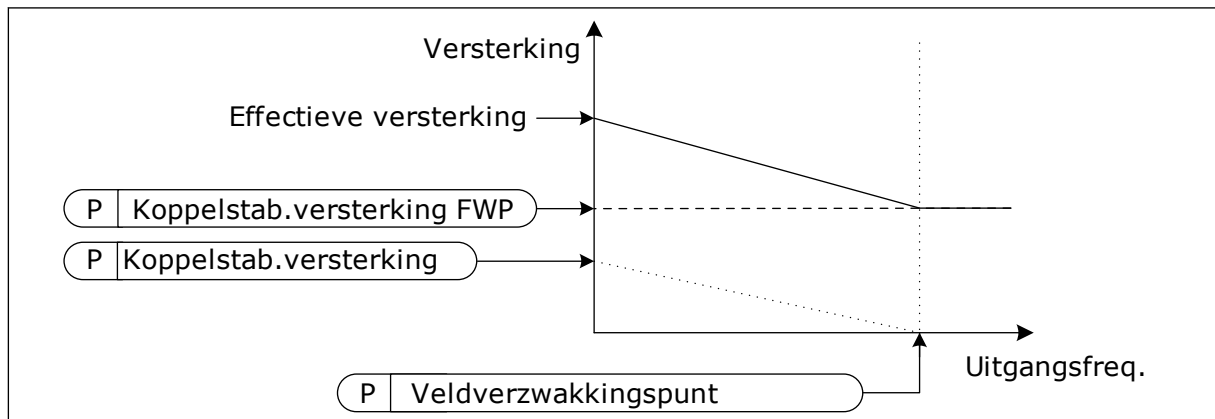 Versterking
Effectieve versterking
P Koppelstab.versterking FWP
P Koppelstab.versterking
Uitgangsfreq.
P Veldverzwakkingspunt